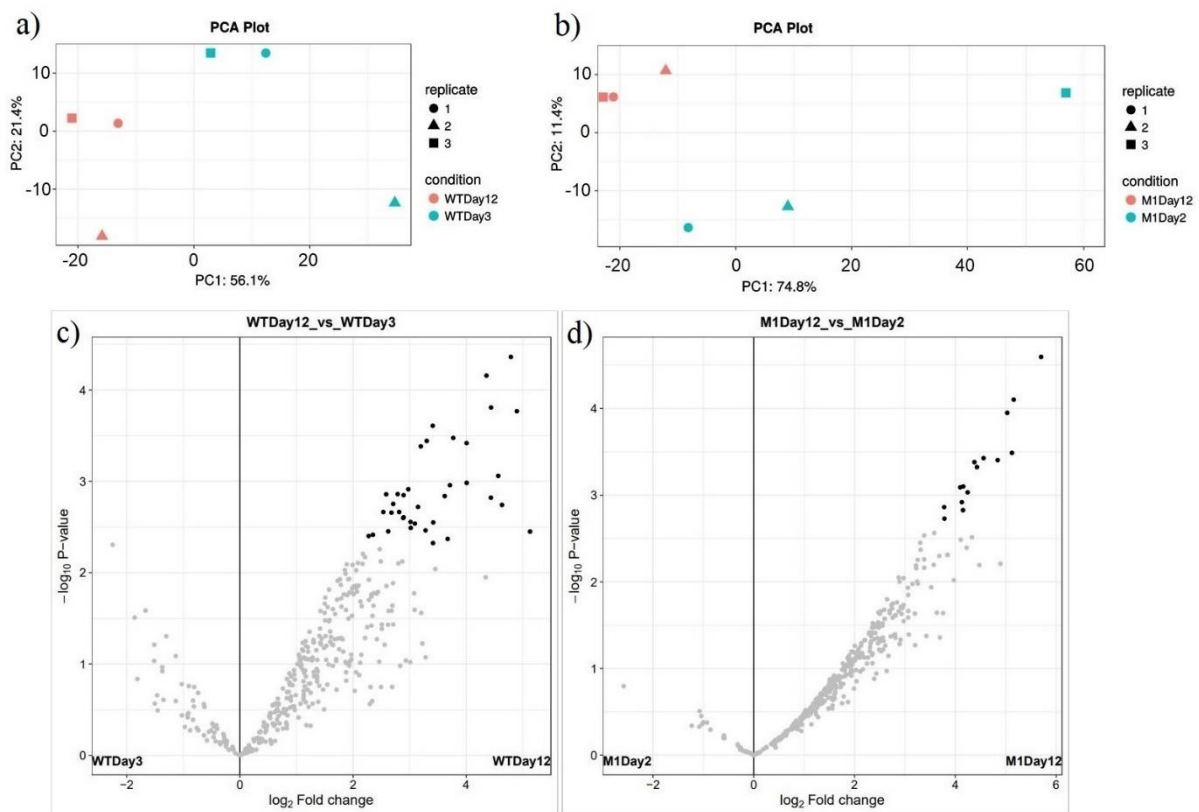 a)
PCA Plot
10
0
-10
-20
0
20
PC2: 21.4%
PC1: 56.1%
replicate
1
2
3
condition
WTDay12
WTDay3
b)
PCA Plot
10
0
-10
-20
0
20
40
60
PC2: 11.4%
PC1: 74.8%
replicate
1
2
3
condition
M1Day12
M1Day2
c)
WTDay12_vs_WTDay3
4
3
2
1
0
-log10 P-value
WTDay3
WTDay12
−2
0
2
4
log2 Fold change
d)
M1Day12_vs_M1Day2
4
3
2
1
0
-log10 P-value
M1Day2
M1Day12
−2
0
2
4
6
log2 Fold change